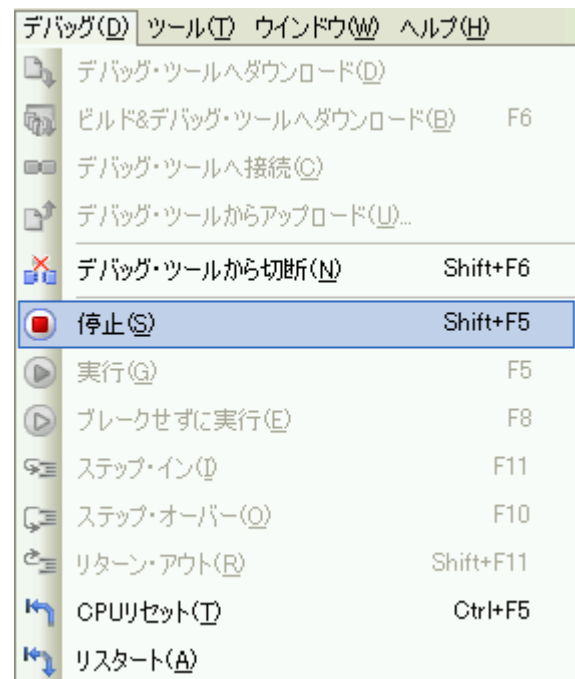 デバッグ(D) ツール(T) ウインドウ(W) ヘルプ(H)
デバッグ・ツールへダウンロード(D)
ビルド&デバッグ・ツールへダウンロード(B) F6
デバッグ・ツールへ接続(C)
デバッグ・ツールからアップロード(U)...
デバッグ・ツールから切断(N) Shift+F6
停止(S) Shift+F5
実行(G) F5
ブレークせずに実行(E) F8
ステップ・イン(I) F11
ステップ・オーバー(O) F10
リターン・アウト(R) Shift+F11
CPUリセット(T) Ctrl+F5
リスタート(A)